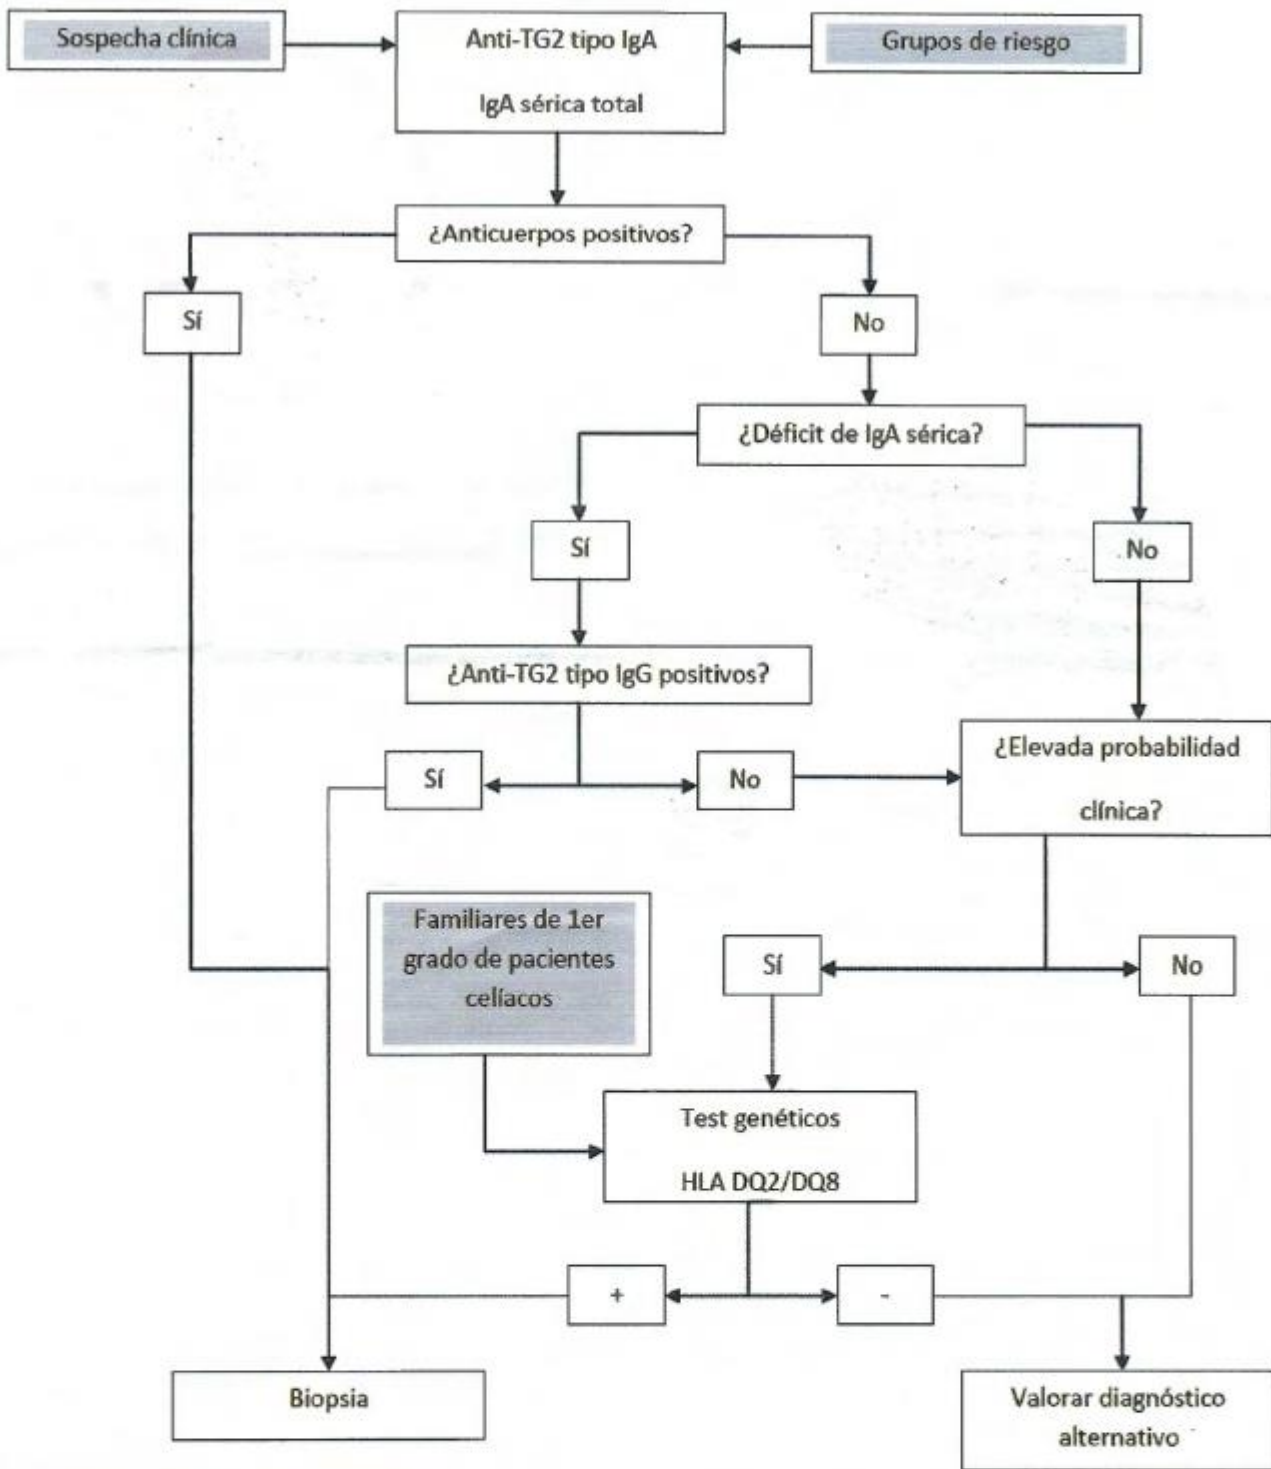 Sospecha clínica
Anti-TG2 tipo IgA
IgA sérica total
Grupos de riesgo
¿Anticuerpos positivos?
Sí
No
¿Déficit de IgA sérica?
Sí
No
¿Anti-TG2 tipo IgG positivos?
¿Elevada probabilidad
clínica?
Sí
No
Familiares de 1er
grado de pacientes
celíacos
Sí
No
Test genéticos
HLA DQ2/DQ8
+
-
Biopsia
Valorar diagnóstico
alternativo